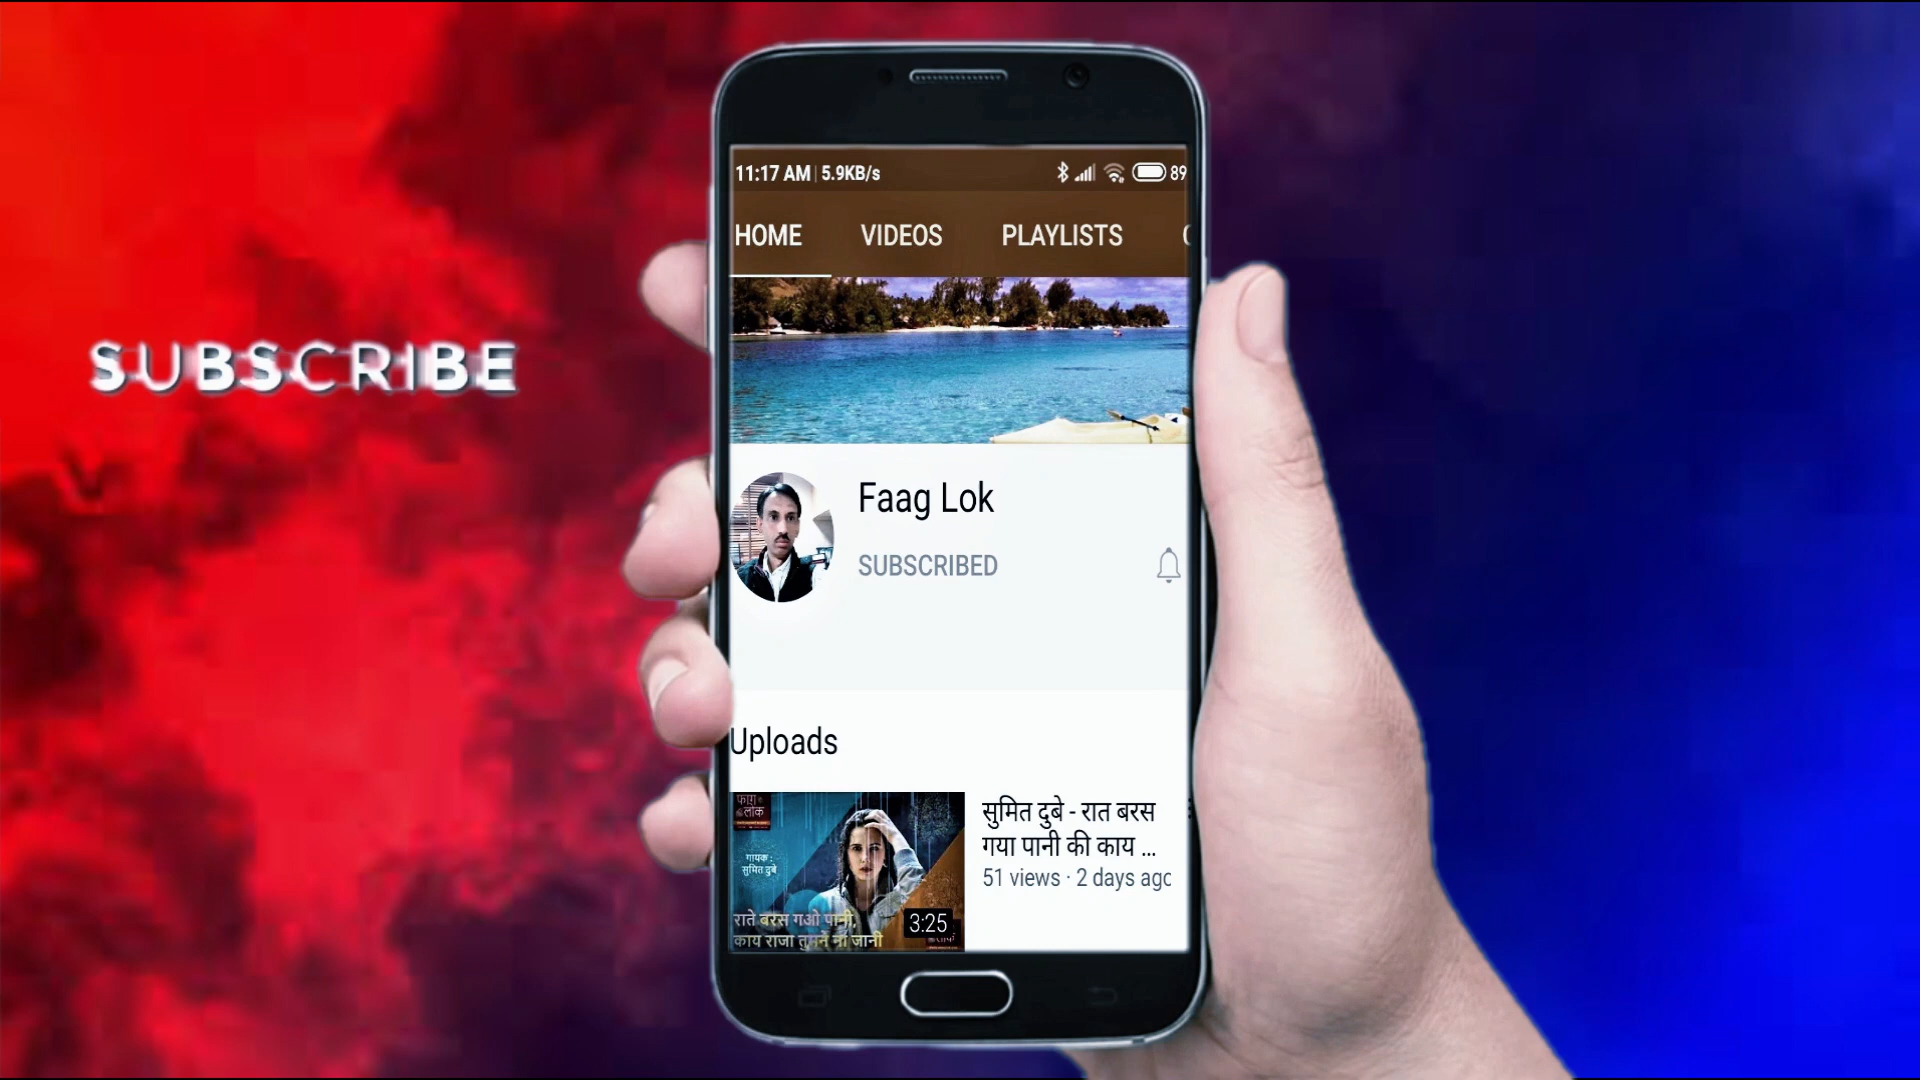 SUBSCRIBE
11:17 AM | 5.9KB/s
89
HOME
VIDEOS
PLAYLISTS
Faag Lok
SUBSCRIBED
Uploads
फाग
लोक
गायक :
सुमित दुबे
राते बरस गओ पानी,
काय राजा तुमने ना जानी
3:25
सुमित दुबे - रात बरस
गया पानी की काय ...
51 views · 2 days ago